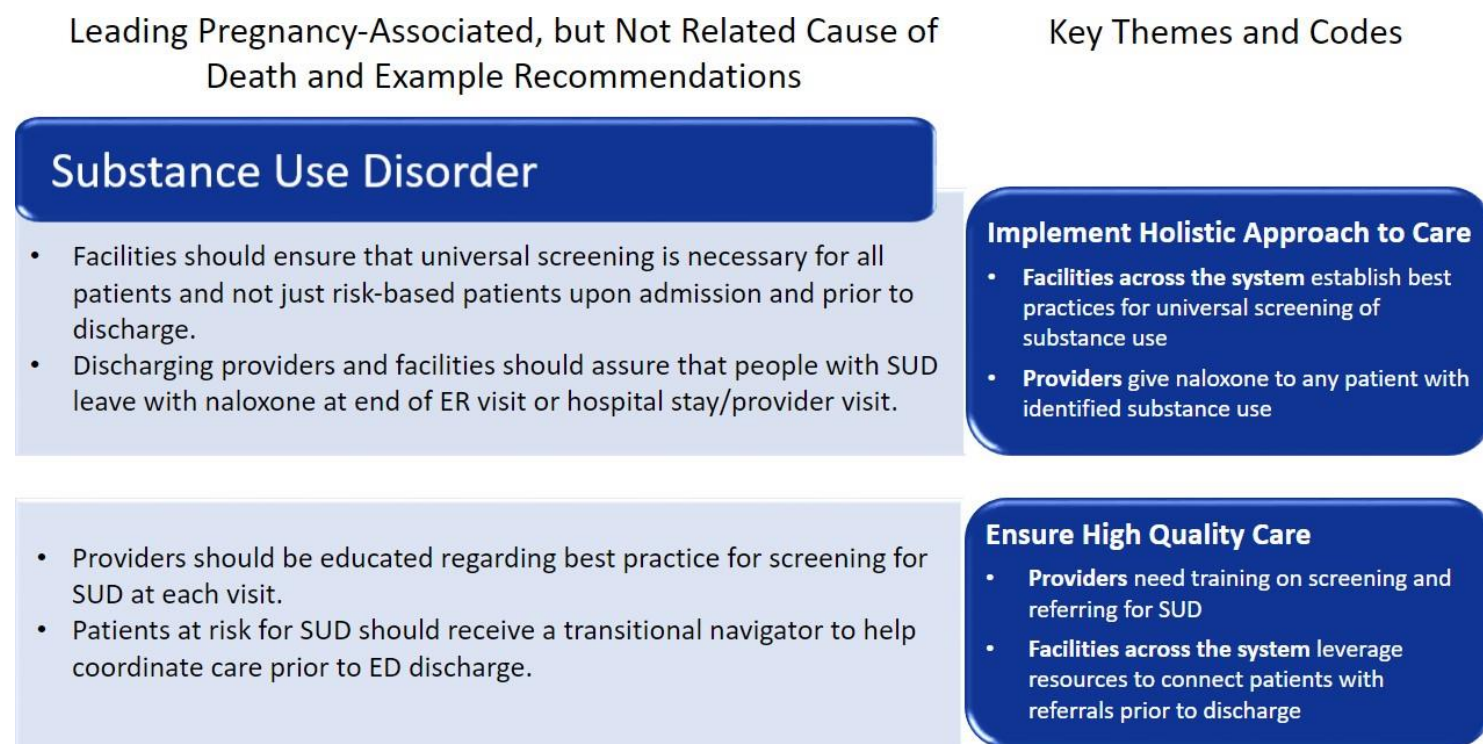 Leading Pregnancy-Associated, but Not Related Cause of
Death and Example Recommendations
Key Themes and Codes
Substance Use Disorder
• Facilities should ensure that universal screening is necessary for all
patients and not just risk-based patients upon admission and prior to
discharge.
• Discharging providers and facilities should assure that people with SUD
leave with naloxone at end of ER visit or hospital stay/provider visit.
Implement Holistic Approach to Care
• Facilities across the system establish best
practices for universal screening of
substance use
• Providers give naloxone to any patient with
identified substance use
• Providers should be educated regarding best practice for screening for
SUD at each visit.
• Patients at risk for SUD should receive a transitional navigator to help
coordinate care prior to ED discharge.
Ensure High Quality Care
• Providers need training on screening and
referring for SUD
• Facilities across the system leverage
resources to connect patients with
referrals prior to discharge